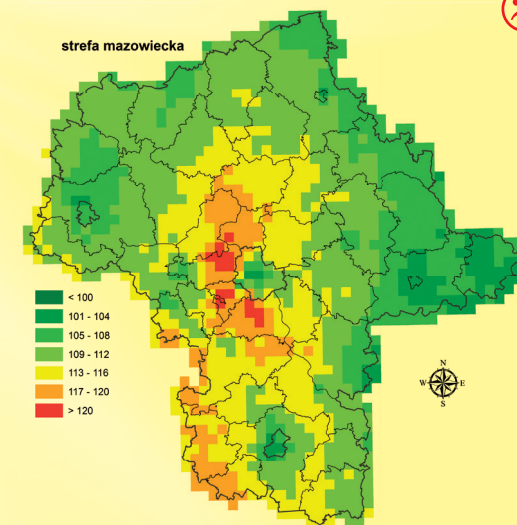 strefa mazowiecka
< 100
101 - 104
105 - 108
109 - 112
113 - 116
117 - 120
> 120
N
W E
S